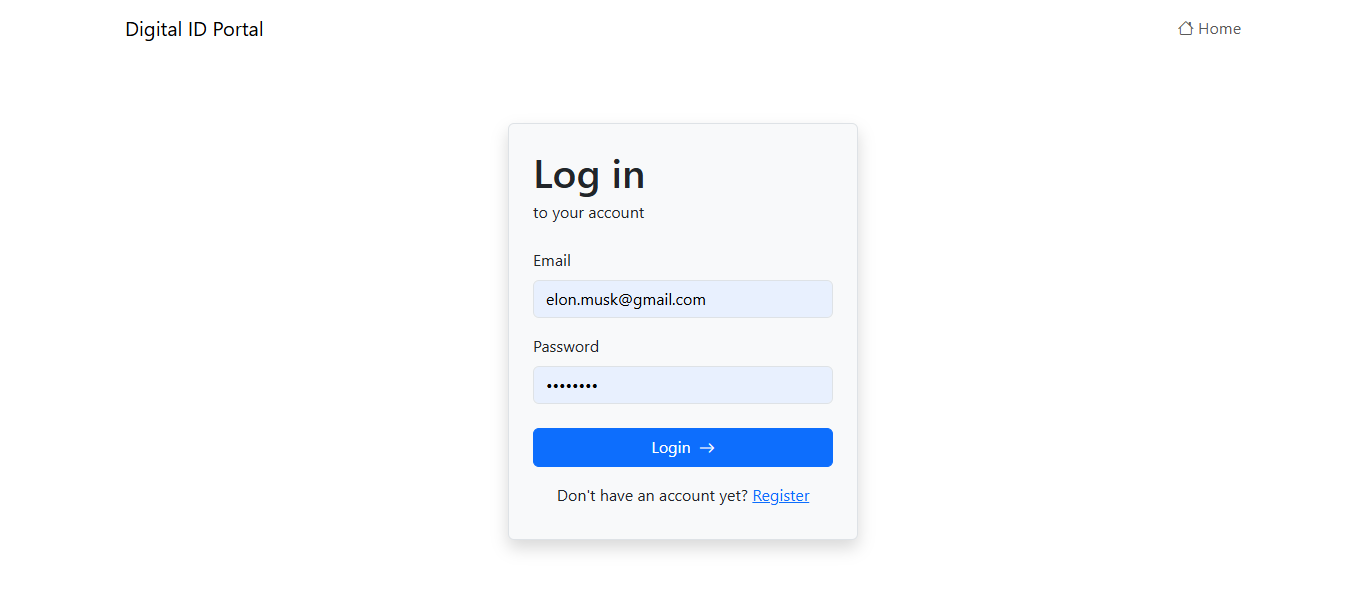 Digital ID Portal
Home
Log in
to your account
Email
elon.musk@gmail.com
Password
••••••••
Login →
Don't have an account yet? Register